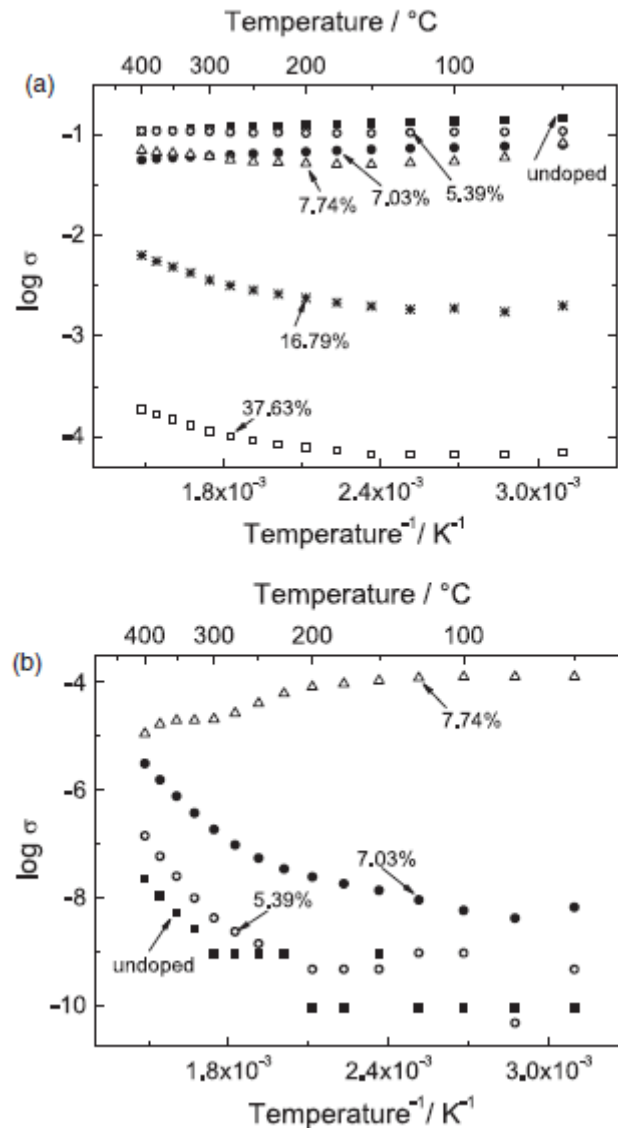 Temperature / °C
(a)
400 300 200 100
−1
−2
−3
−4
log σ
undoped
5.39%
7.03%
7.74%
16.79%
37.63%
1.8x10⁻³ 2.4x10⁻³ 3.0x10⁻³
Temperature⁻¹/ K⁻¹
Temperature / °C
(b)
400 300 200 100
−4
−6
−8
−10
log σ
7.74%
7.03%
5.39%
undoped
1.8x10⁻³ 2.4x10⁻³ 3.0x10⁻³
Temperature⁻¹/ K⁻¹